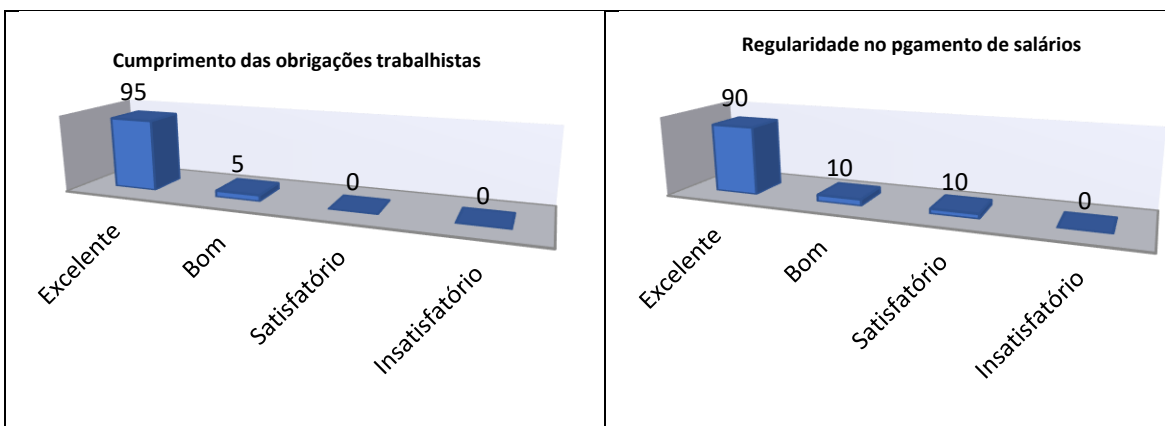 Cumprimento das obrigações trabalhistas
95
5
0
0
Excelente
Bom
Satisfatório
Insatisfatório
Regularidade no pgamento de salários
90
10
10
0
Excelente
Bom
Satisfatório
Insatisfatório